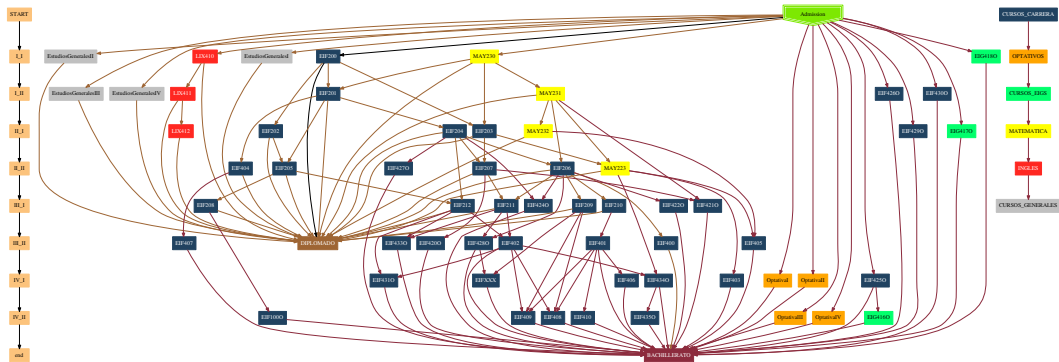 START
Admission
CURSOS_CARRERA
I_I
EstudiosGeneralesII
LIX410
EstudiosGeneralesI
EIF200
MAY230
EIG418O
OPTATIVOS
I_II
EstudiosGeneralesIII
EstudiosGeneralesIV
LIX411
EIF201
MAY231
EIF426O
EIF430O
CURSOS_EIGS
II_I
LIX412
EIF202
EIF204
EIF203
MAY232
EIF429O
EIG417O
MATEMATICA
II_II
EIF404
EIF205
EIF427O
EIF207
EIF206
MAY223
INGLES
III_I
EIF208
EIF212
EIF211
EIF424O
EIF209
EIF210
EIF422O
EIF421O
CURSOS_GENERALES
III_II
EIF407
DIPLOMADO
EIF433O
EIF420O
EIF428O
EIF402
EIF401
EIF400
EIF405
IV_I
EIF431O
EIFXXX
EIF406
EIF434O
EIF403
OptativaI
OptativaII
EIF425O
IV_II
EIF100O
EIF409
EIF408
EIF410
EIF435O
OptativaIII
OptativaIV
EIG416O
end
BACHILLERATO